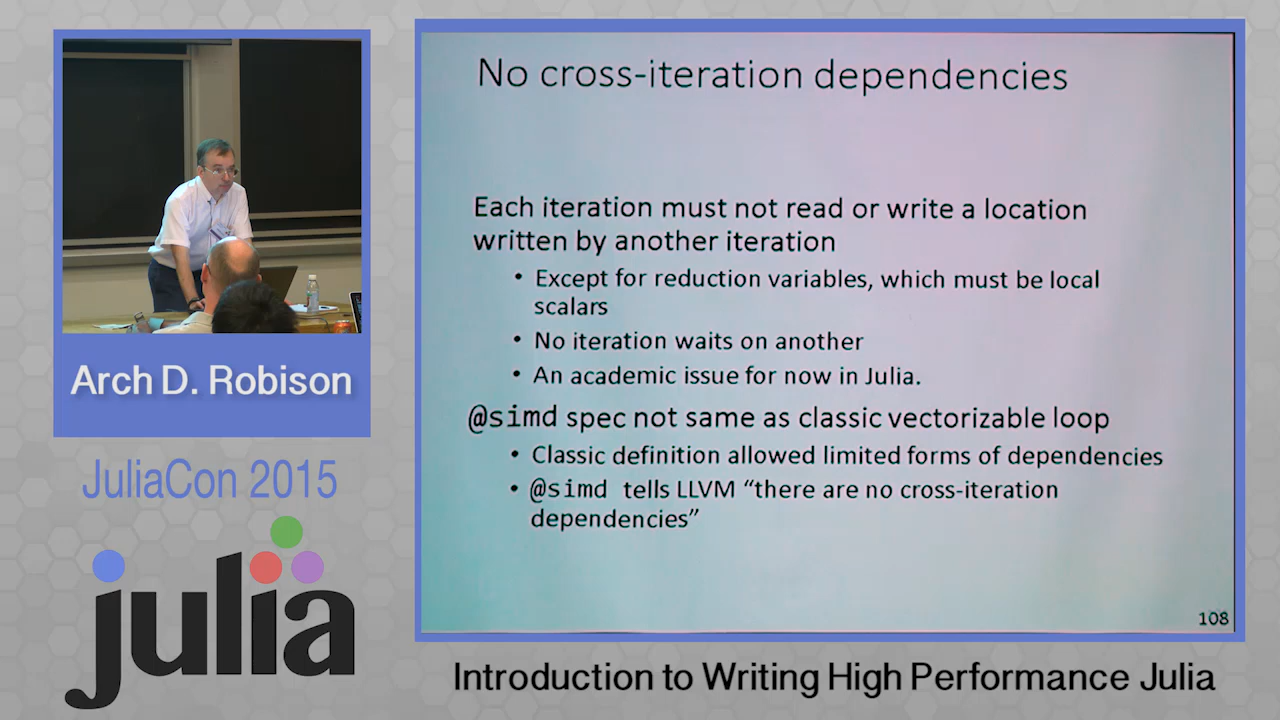 No cross-iteration dependencies
Each iteration must not read or write a location
written by another iteration
• Except for reduction variables, which must be local
scalars
• No iteration waits on another
• An academic issue for now in Julia.
@simd spec not same as classic vectorizable loop
• Classic definition allowed limited forms of dependencies
• @simd tells LLVM “there are no cross-iteration
dependencies”
108
Arch D. Robison
JuliaCon 2015
julia
Introduction to Writing High Performance Julia